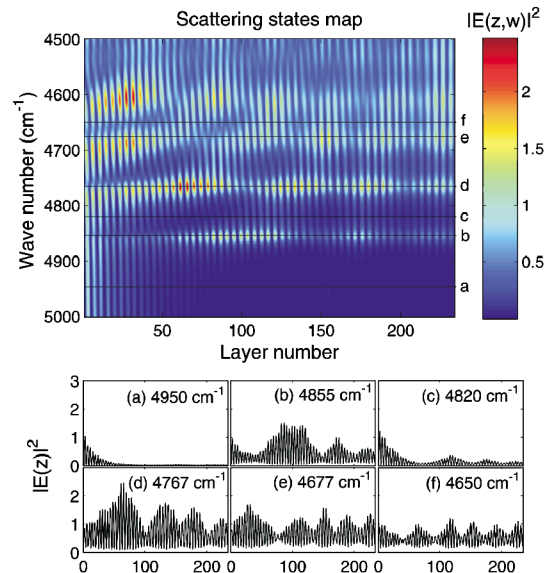 Scattering states map
|E(z,w)|²
4500
4600
4700
4800
4900
5000
Wave number (cm⁻¹)
f
e
d
c
b
a
50
100
150
200
Layer number
2
1.5
1
0.5
3
2
1
0
|E(z)|²
(a) 4950 cm⁻¹
(b) 4855 cm⁻¹
(c) 4820 cm⁻¹
2
1
0
(d) 4767 cm⁻¹
(e) 4677 cm⁻¹
(f) 4650 cm⁻¹
0 100 200
0 100 200
0 100 200